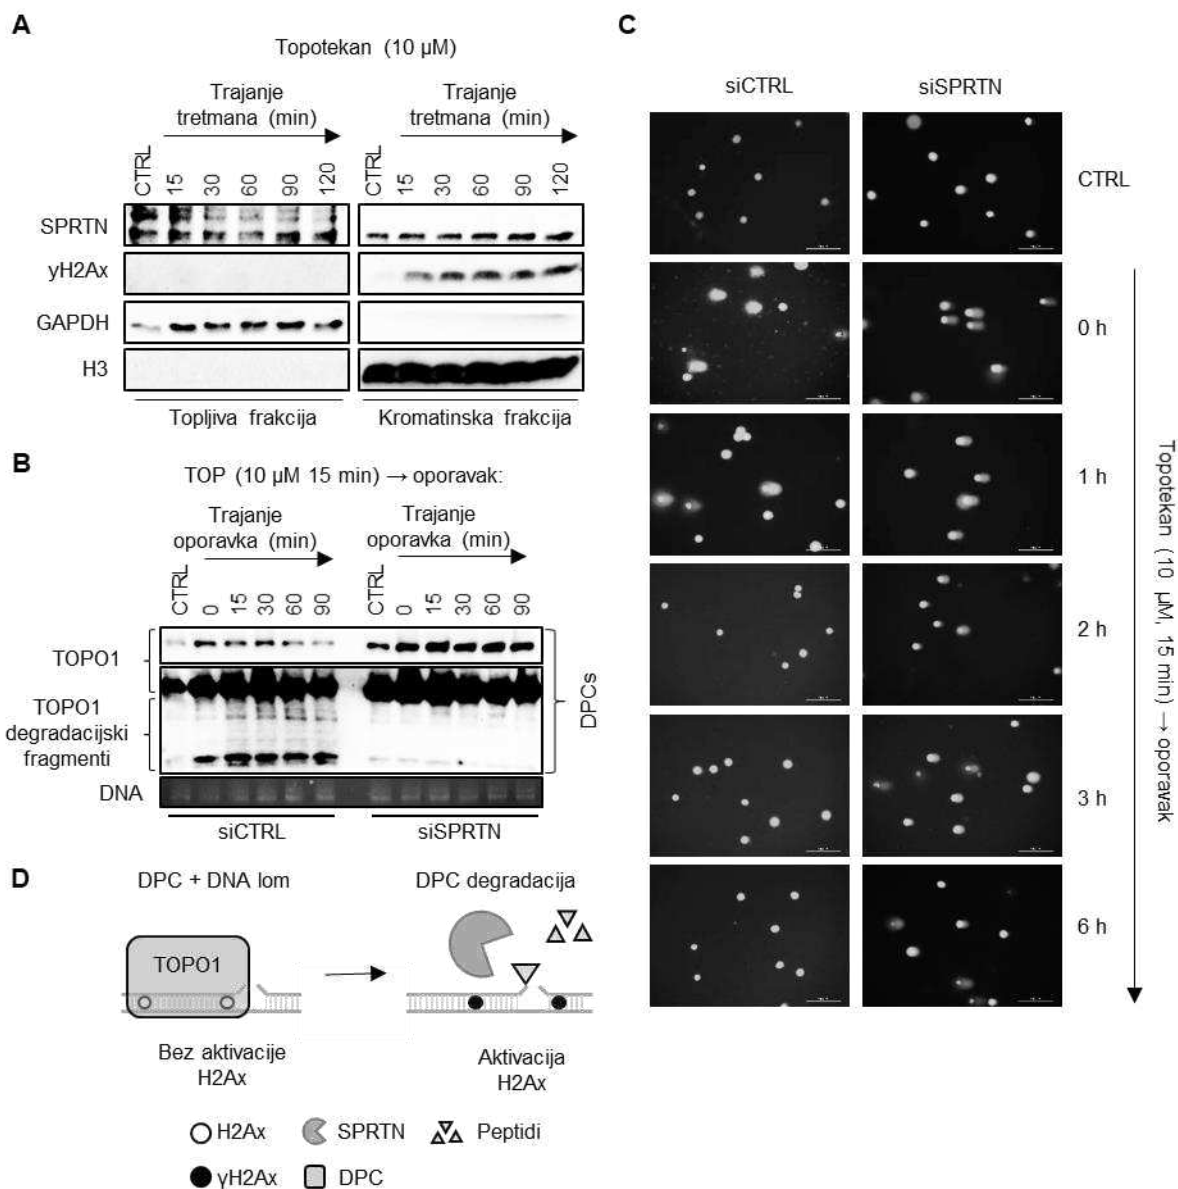 A
Topotekan (10 µM)
Trajanje
tretmana (min)
Trajanje
tretmana (min)
CTRL 15 30 60 90 120
CTRL 15 30 60 90 120
SPRTN
γH2Ax
GAPDH
H3
Topljiva frakcija
Kromatinska frakcija
B
TOP (10 µM 15 min) → oporavak:
Trajanje
oporavka (min)
Trajanje
oporavka (min)
CTRL 0 15 30 60 90
CTRL 0 15 30 60 90
TOPO1
TOPO1
degradacijski
fragmenti
DNA
DPCs
siCTRL
siSPRTN
C
siCTRL
siSPRTN
CTRL
0 h
1 h
2 h
3 h
6 h
Topotekan (10 µM, 15 min) → oporavak
D
DPC + DNA lom
DPC degradacija
TOPO1
Bez aktivacije
H2Ax
Aktivacija
H2Ax
H2Ax
SPRTN
Peptidi
γH2Ax
DPC